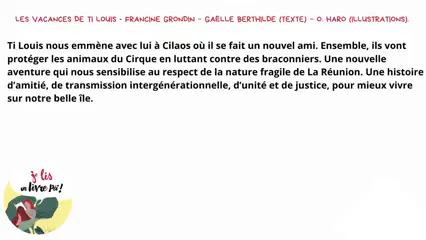 LES VACANCES DE TI LOUIS - FRANCINE GRONDIN – GAËLLE BERTHILDE (TEXTE) – O. HARO (ILLUSTRATIONS).
Ti Louis nous emmène avec lui à Cilaos où il se fait un nouvel ami. Ensemble, ils vont
protéger les animaux du Cirque en luttant contre des braconniers. Une nouvelle
aventure qui nous sensibilise au respect de la nature fragile de La Réunion. Une histoire
d’amitié, de transmission intergénérationnelle, d’unité et de justice, pour mieux vivre
sur notre belle île.
je lis
un livre Péi !